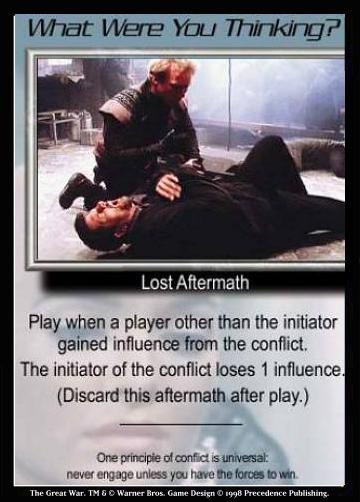 What Were You Thinking?
Lost Aftermath
Play when a player other than the initiator
gained influence from the conflict.
The initiator of the conflict loses 1 influence.
(Discard this aftermath after play.)
One principle of conflict is universal:
never engage unless you have the forces to win.
The Great War. TM & © Warner Bros. Game Design © 1998 Precedence Publishing.